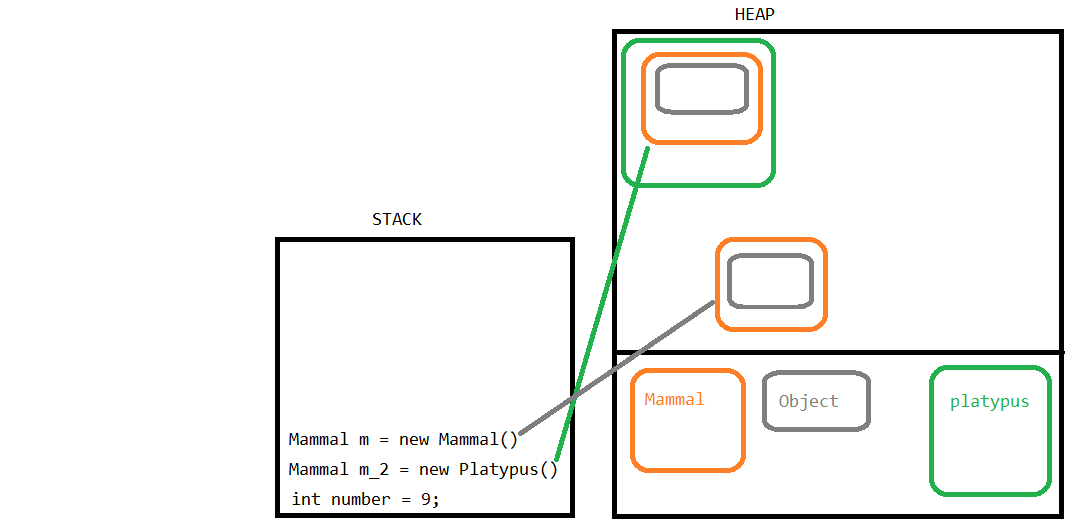 HEAP
STACK
Mammal m = new Mammal()
Mammal m_2 = new Platypus()
int number = 9;
Mammal
Object
platypus